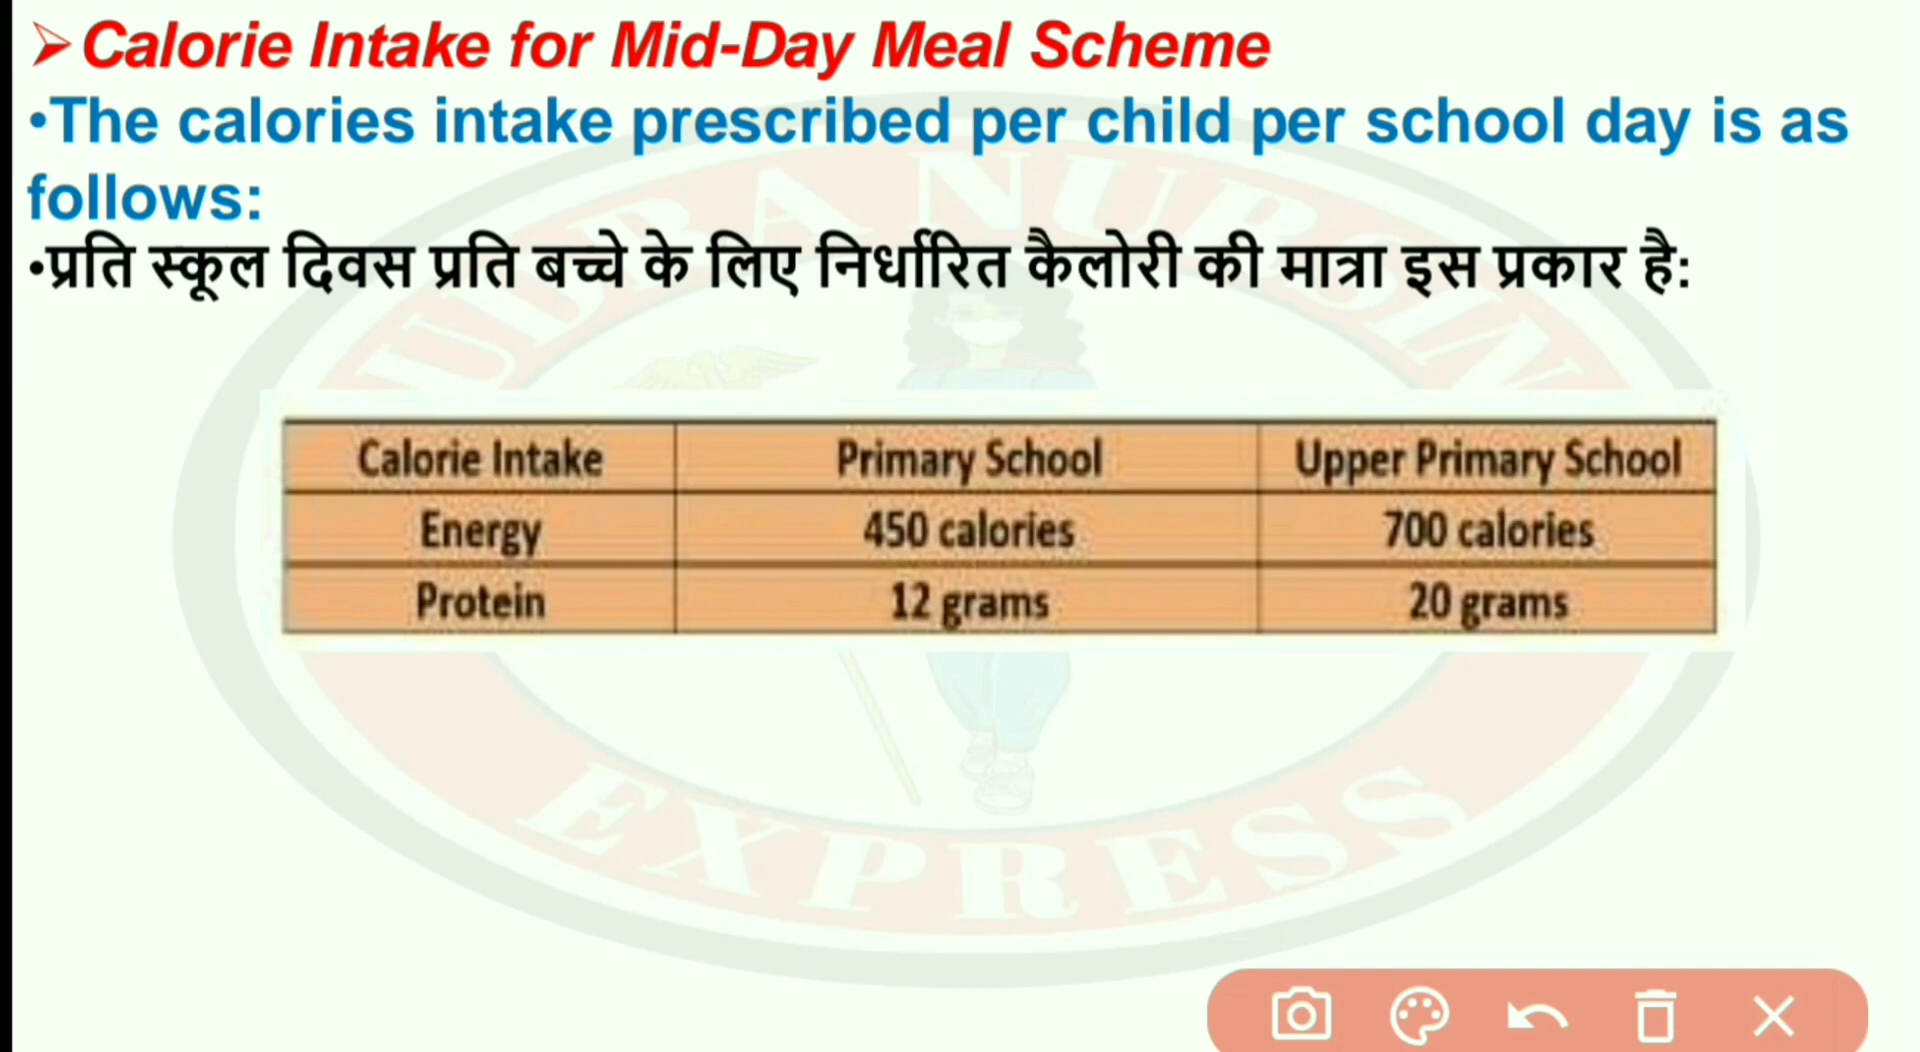 ➢Calorie Intake for Mid-Day Meal Scheme
•The calories intake prescribed per child per school day is as
follows:
•प्रति स्कूल दिवस प्रति बच्चे के लिए निर्धारित कैलोरी की मात्रा इस प्रकार है:
Calorie Intake Primary School Upper Primary School
Energy 450 calories 700 calories
Protein 12 grams 20 grams
EXPRESS